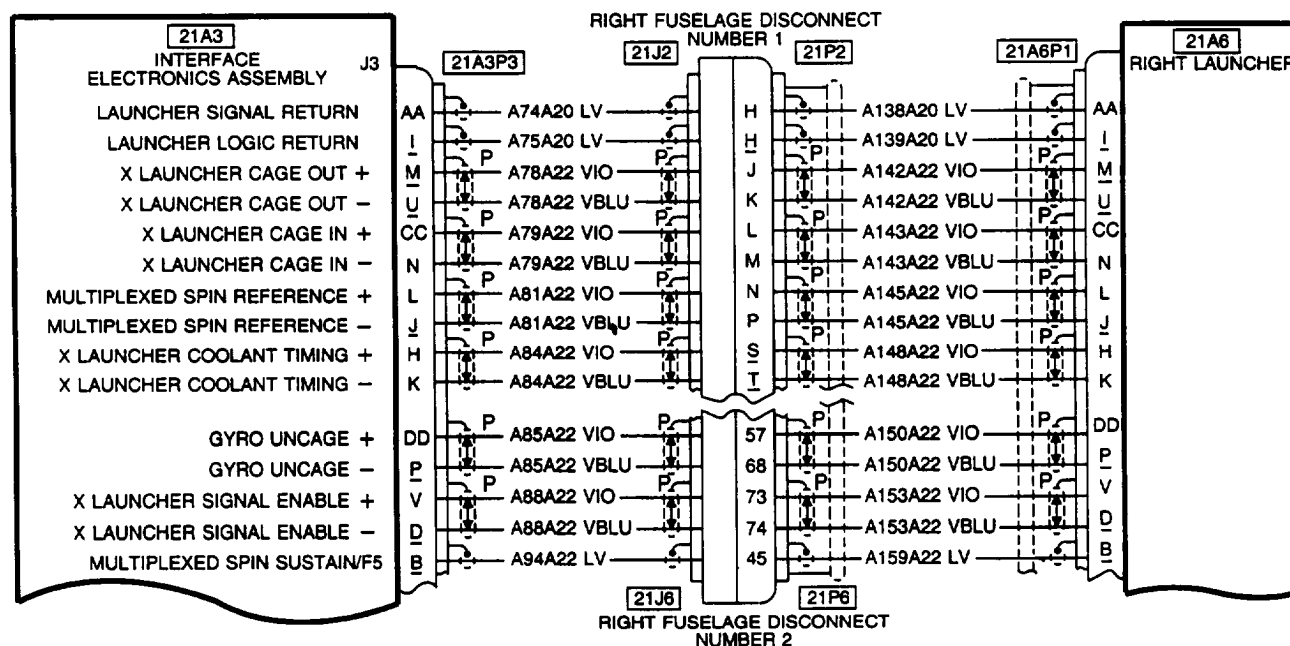 RIGHT FUSELAGE DISCONNECT
NUMBER 1
21A3
INTERFACE
ELECTRONICS ASSEMBLY
J3
21A3P3
21J2
21P2
21A6P1
21A6
RIGHT LAUNCHER
LAUNCHER SIGNAL RETURN AA A74A20 LV H A138A20 LV AA
LAUNCHER LOGIC RETURN I A75A20 LV H A139A20 LV I
X LAUNCHER CAGE OUT + M P A78A22 VIO P J P A142A22 VIO P M
X LAUNCHER CAGE OUT − U A78A22 VBLU K A142A22 VBLU U
X LAUNCHER CAGE IN + CC P A79A22 VIO P L P A143A22 VIO P CC
X LAUNCHER CAGE IN − N A79A22 VBLU M A143A22 VBLU N
MULTIPLEXED SPIN REFERENCE + L P A81A22 VIO P N P A145A22 VIO P L
MULTIPLEXED SPIN REFERENCE − J A81A22 VBLU P A145A22 VBLU J
X LAUNCHER COOLANT TIMING + H P A84A22 VIO P S P A148A22 VIO P H
X LAUNCHER COOLANT TIMING − K A84A22 VBLU T A148A22 VBLU K
GYRO UNCAGE + DD P A85A22 VIO P 57 P A150A22 VIO P DD
GYRO UNCAGE − P A85A22 VBLU 68 A150A22 VBLU P
X LAUNCHER SIGNAL ENABLE + V P A88A22 VIO P 73 P A153A22 VIO P V
X LAUNCHER SIGNAL ENABLE − D A88A22 VBLU 74 A153A22 VBLU D
MULTIPLEXED SPIN SUSTAIN/F5 B A94A22 LV 45 A159A22 LV B
21J6
21P6
RIGHT FUSELAGE DISCONNECT
NUMBER 2